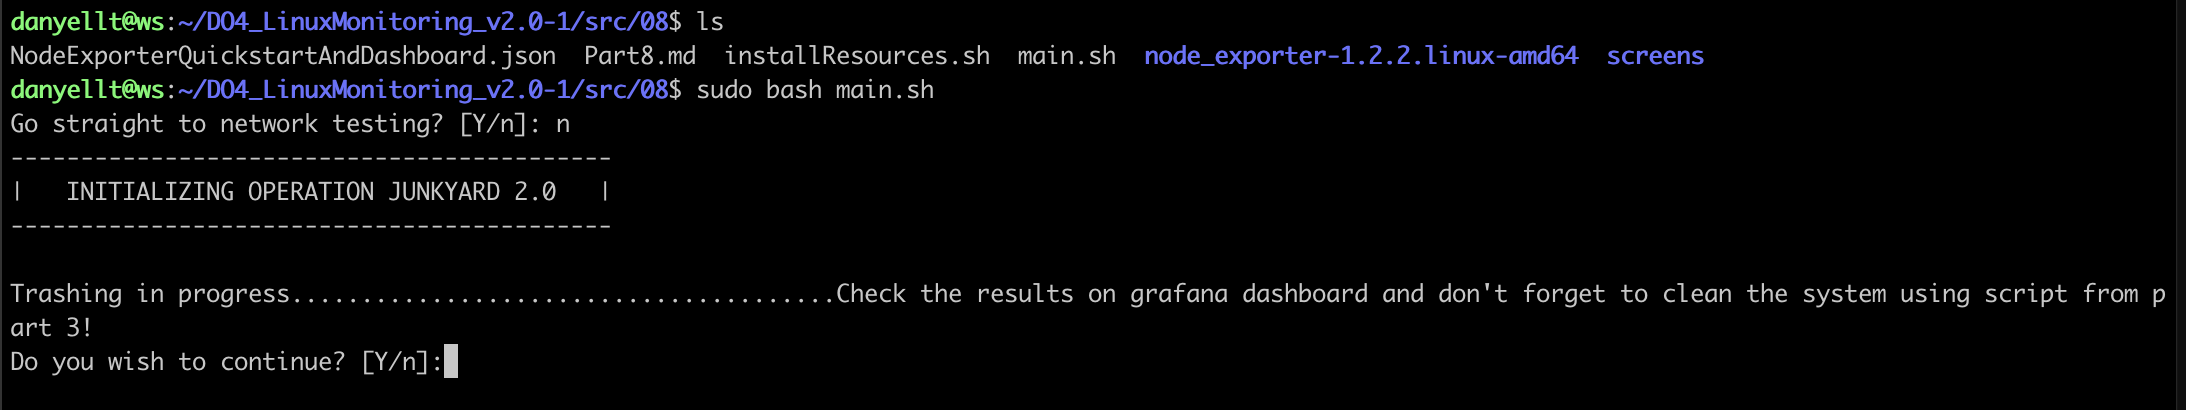 danyellt@ws:~/DO4_LinuxMonitoring_v2.0-1/src/08$ ls
NodeExporterQuickstartAndDashboard.json  Part8.md  installResources.sh  main.sh  node_exporter-1.2.2.linux-amd64  screens
danyellt@ws:~/DO4_LinuxMonitoring_v2.0-1/src/08$ sudo bash main.sh
Go straight to network testing? [Y/n]: n
-------------------------------------------
|   INITIALIZING OPERATION JUNKYARD 2.0   |
-------------------------------------------
Trashing in progress.......................................Check the results on grafana dashboard and don't forget to clean the system using script from p
art 3!
Do you wish to continue? [Y/n]: